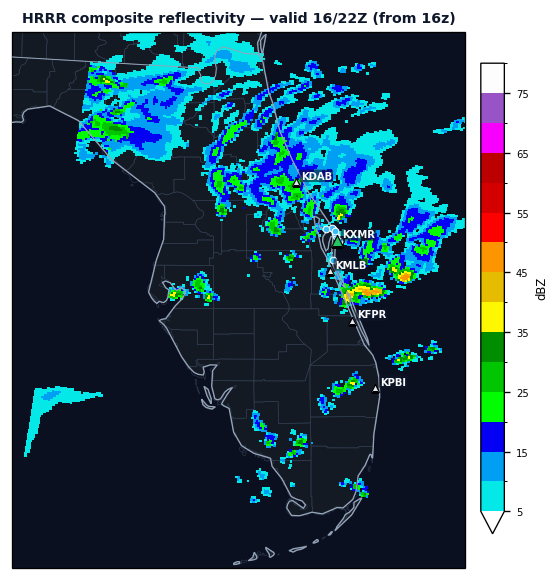 HRRR composite reflectivity — valid 16/22Z (from 16z)
75
65
55
45
35
25
15
5
dBZ
KDAB
KXMR
KMLB
KFPR
KPBI